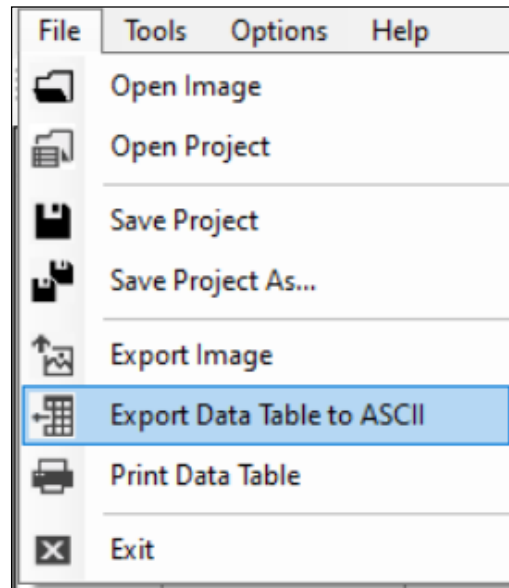 File Tools Options Help
Open Image
Open Project
Save Project
Save Project As...
Export Image
Export Data Table to ASCII
Print Data Table
Exit